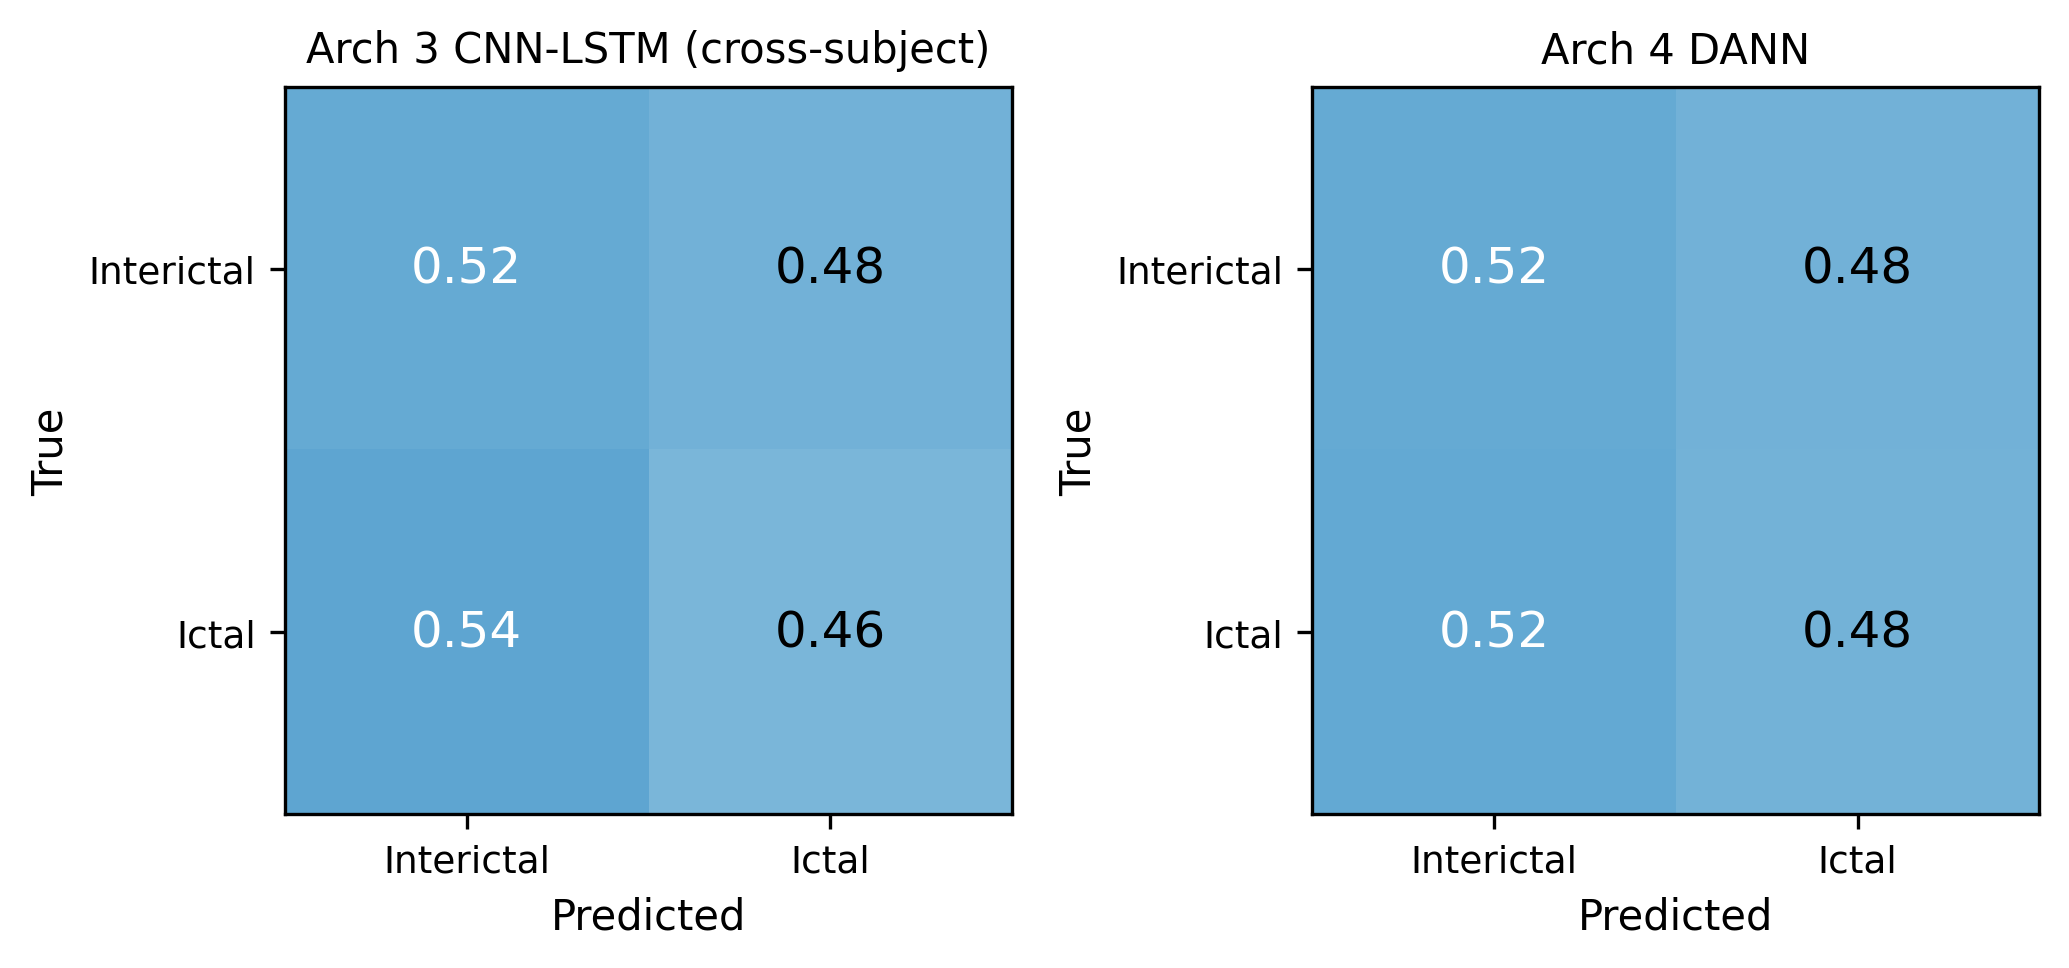 Arch 3 CNN-LSTM (cross-subject)
True
Interictal
0.52
0.48
Ictal
0.54
0.46
Interictal
Ictal
Predicted
Arch 4 DANN
True
Interictal
0.52
0.48
Ictal
0.52
0.48
Interictal
Ictal
Predicted